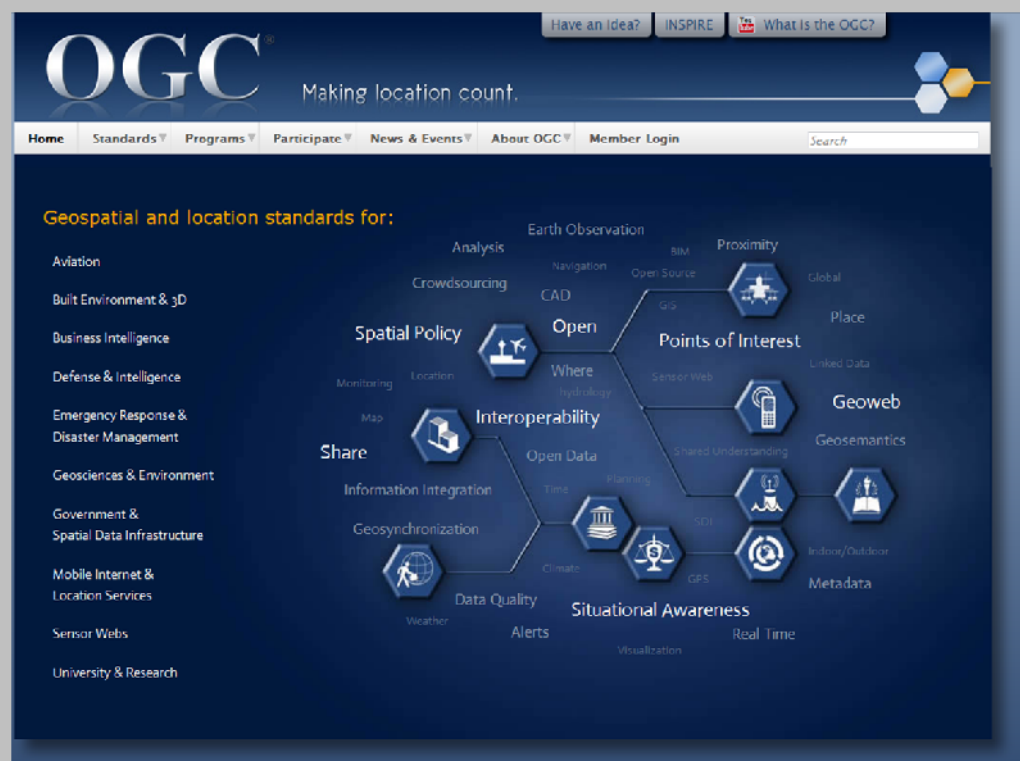 Have an Idea?
INSPIRE
You Tube What is the OGC?
OGC®
Making location count.
Home
Standards
Programs
Participate
News & Events
About OGC
Member Login
Search
Geospatial and location standards for:
Aviation
Built Environment & 3D
Business Intelligence
Defense & Intelligence
Emergency Response &
Disaster Management
Geosciences & Environment
Government &
Spatial Data Infrastructure
Mobile Internet &
Location Services
Sensor Webs
University & Research
Earth Observation
Analysis
BIM
Proximity
Navigation
Open Source
Global
Crowdsourcing
CAD
GIS
Place
Spatial Policy
Open
Points of Interest
Linked Data
Where
Monitoring
Location
Sensor Web
hydrology
Geoweb
Map
Interoperability
Geosemantics
Share
Open Data
Shared Understanding
Information Integration
Time
Planning
Geosynchronization
SDI
Indoor/Outdoor
Climate
GPS
Metadata
Data Quality
Situational Awareness
Weather
Alerts
Real Time
Visualization